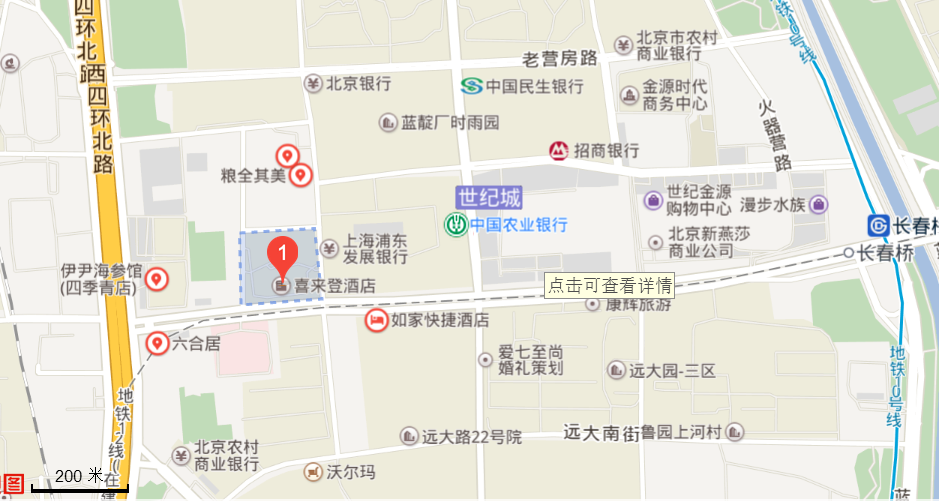 四环北路
西四环北路
地铁10号线
老营房路
北京市农村
商业银行
北京银行
中国民生银行
金源时代
商务中心
蓝靛厂时雨园
火器营路
招商银行
粮全其美
世纪城
世纪金源
购物中心
漫步水族
中国农业银行
长春桥
上海浦东
发展银行
北京新燕莎
商业公司
长春桥
1
伊尹海参馆
(四季青店)
喜来登酒店
点击可查看详情
康辉旅游
如家快捷酒店
六合居
爱七至尚
婚礼策划
远大园-三区
地铁10号线
地铁12线(在建
远大路22号院
远大南街
鲁园上河村
北京农村
商业银行
沃尔玛
200 米
图
蓝